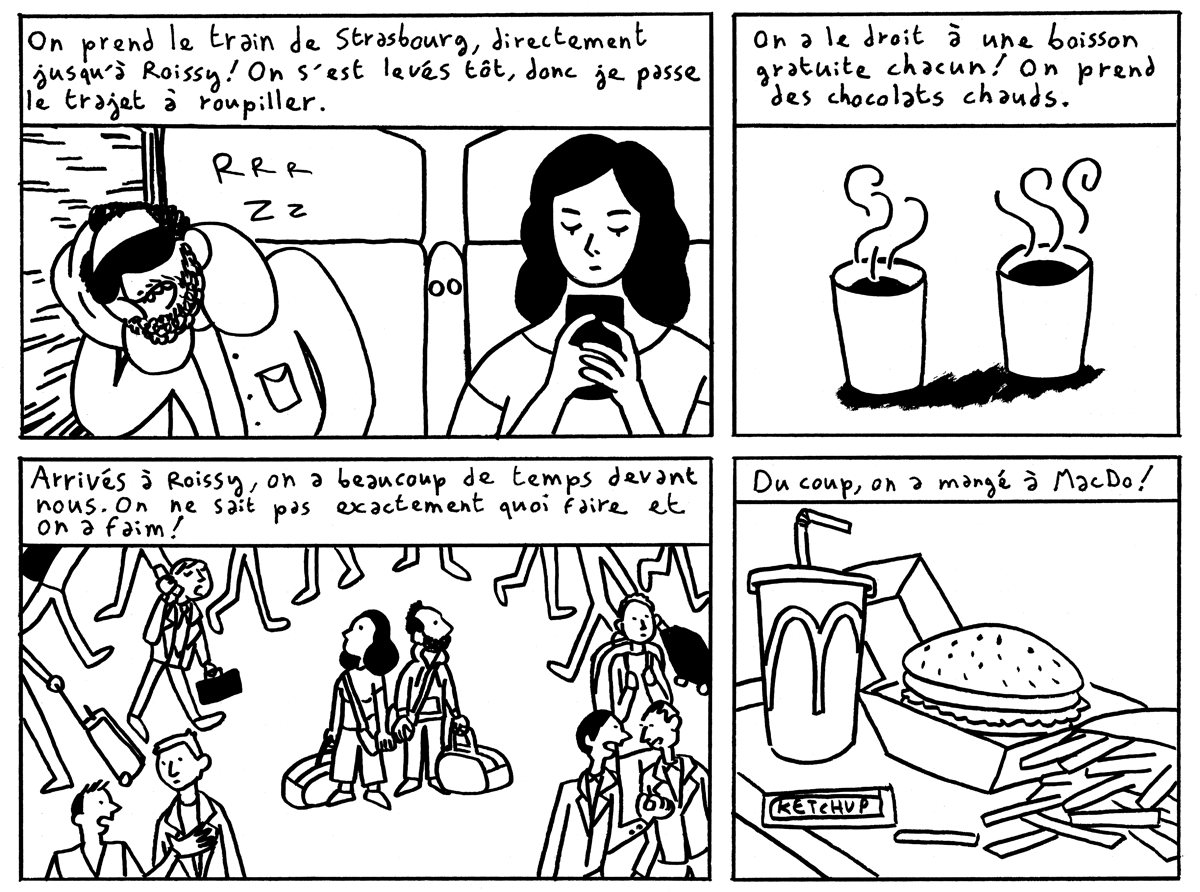 On prend le train de Strasbourg, directement
jusqu'à Roissy! On s'est levés tôt, donc je passe
le trajet à roupiller.
RRR
Zz
On a le droit à une boisson
gratuite chacun! On prend
des chocolats chauds.
Arrivés à Roissy, on a beaucoup de temps devant
nous. On ne sait pas exactement quoi faire et
on a faim!
Du coup, on a mangé à MacDo!
KETCHUP